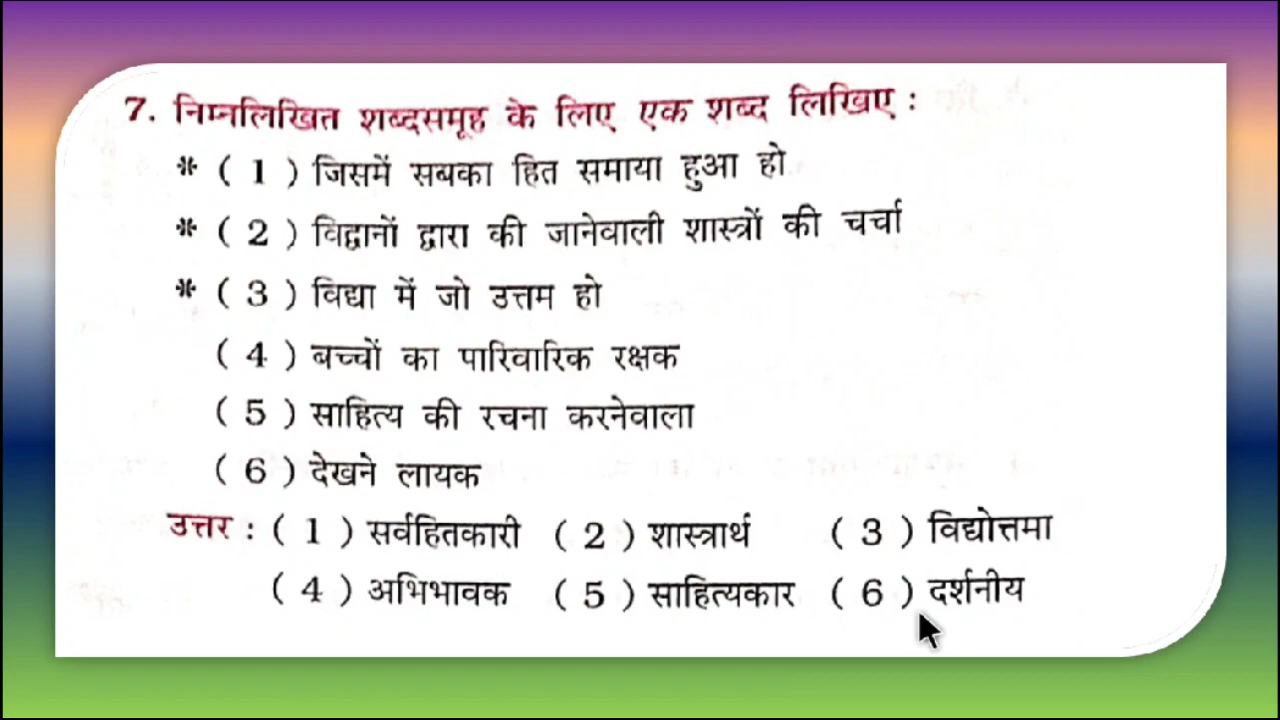 7. निम्नलिखित शब्दसमूह के लिए एक शब्द लिखिए :
* ( 1 ) जिसमें सबका हित समाया हुआ हो
* ( 2 ) विद्वानों द्वारा की जानेवाली शास्त्रों की चर्चा
* ( 3 ) विद्या में जो उत्तम हो
( 4 ) बच्चों का पारिवारिक रक्षक
( 5 ) साहित्य की रचना करनेवाला
( 6 ) देखने लायक
उत्तर : ( 1 ) सर्वहितकारी ( 2 ) शास्त्रार्थ ( 3 ) विद्योत्तमा
( 4 ) अभिभावक ( 5 ) साहित्यकार ( 6 ) दर्शनीय